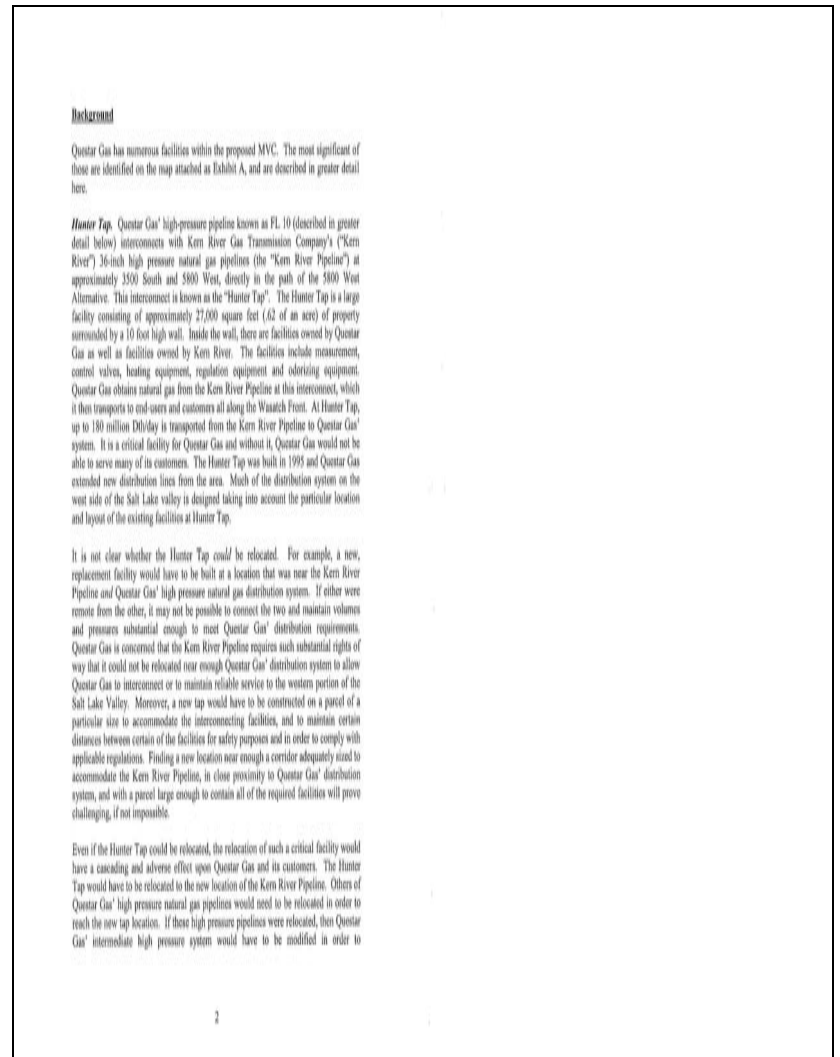 Background
Questar Gas has numerous facilities within the proposed MVC. The most significant of
those are identified on the map attached as Exhibit A, and are described in greater detail
here.
Hunter Tap. Questar Gas' high-pressure pipeline known as FL 10 (described in greater
detail below) interconnects with Kern River Gas Transmission Company's ("Kern
River") 36-inch high pressure natural gas pipelines (the "Kern River Pipeline") at
approximately 3500 South and 5800 West, directly in the path of the 5800 West
Alternative. This interconnect is known as the "Hunter Tap". The Hunter Tap is a large
facility consisting of approximately 27,000 square feet (.62 of an acre) of property
surrounded by a 10 foot high wall. Inside the wall, there are facilities owned by Questar
Gas as well as facilities owned by Kern River. The facilities include measurement,
control valves, heating equipment, regulation equipment and odorizing equipment.
Questar Gas obtains natural gas from the Kern River Pipeline at this interconnect, which
it then transports to end-users and customers all along the Wasatch Front. At Hunter Tap,
up to 180 million Dth/day is transported from the Kern River Pipeline to Questar Gas'
system. It is a critical facility for Questar Gas and without it, Questar Gas would not be
able to serve many of its customers. The Hunter Tap was built in 1995 and Questar Gas
extended new distribution lines from the area. Much of the distribution system on the
west side of the Salt Lake valley is designed taking into account the particular location
and layout of the existing facilities at Hunter Tap.
It is not clear whether the Hunter Tap could be relocated. For example, a new,
replacement facility would have to be built at a location that was near the Kern River
Pipeline and Questar Gas' high pressure natural gas distribution system. If either were
remote from the other, it may not be possible to connect the two and maintain volumes
and pressures substantial enough to meet Questar Gas' distribution requirements.
Questar Gas is concerned that the Kern River Pipeline requires such substantial rights of
way that it could not be relocated near enough Questar Gas' distribution system to allow
Questar Gas to interconnect or to maintain reliable service to the western portion of the
Salt Lake Valley. Moreover, a new tap would have to be constructed on a parcel of a
particular size to accommodate the interconnecting facilities, and to maintain certain
distances between certain of the facilities for safety purposes and in order to comply with
applicable regulations. Finding a new location near enough a corridor adequately sized to
accommodate the Kern River Pipeline, in close proximity to Questar Gas' distribution
system, and with a parcel large enough to contain all of the required facilities will prove
challenging, if not impossible.
Even if the Hunter Tap could be relocated, the relocation of such a critical facility would
have a cascading and adverse effect upon Questar Gas and its customers. The Hunter
Tap would have to be relocated to the new location of the Kern River Pipeline. Others of
Questar Gas' high pressure natural gas pipelines would need to be relocated in order to
reach the new tap location. If these high pressure pipelines were relocated, then Questar
Gas' intermediate high pressure system would have to be modified in order to
2